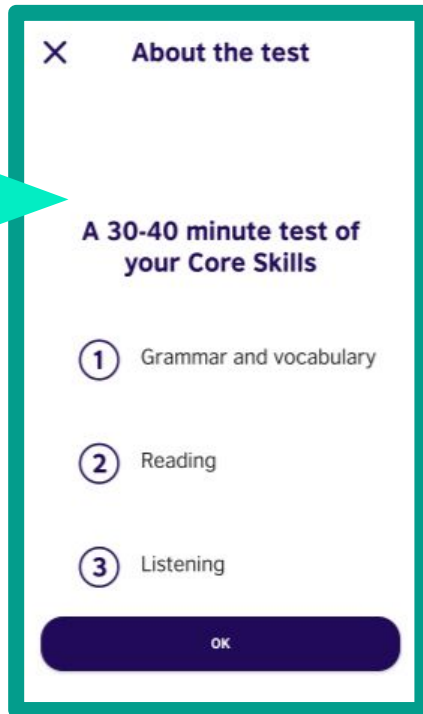 About the test
A 30-40 minute test of
your Core Skills
1 Grammar and vocabulary
2 Reading
3 Listening
OK